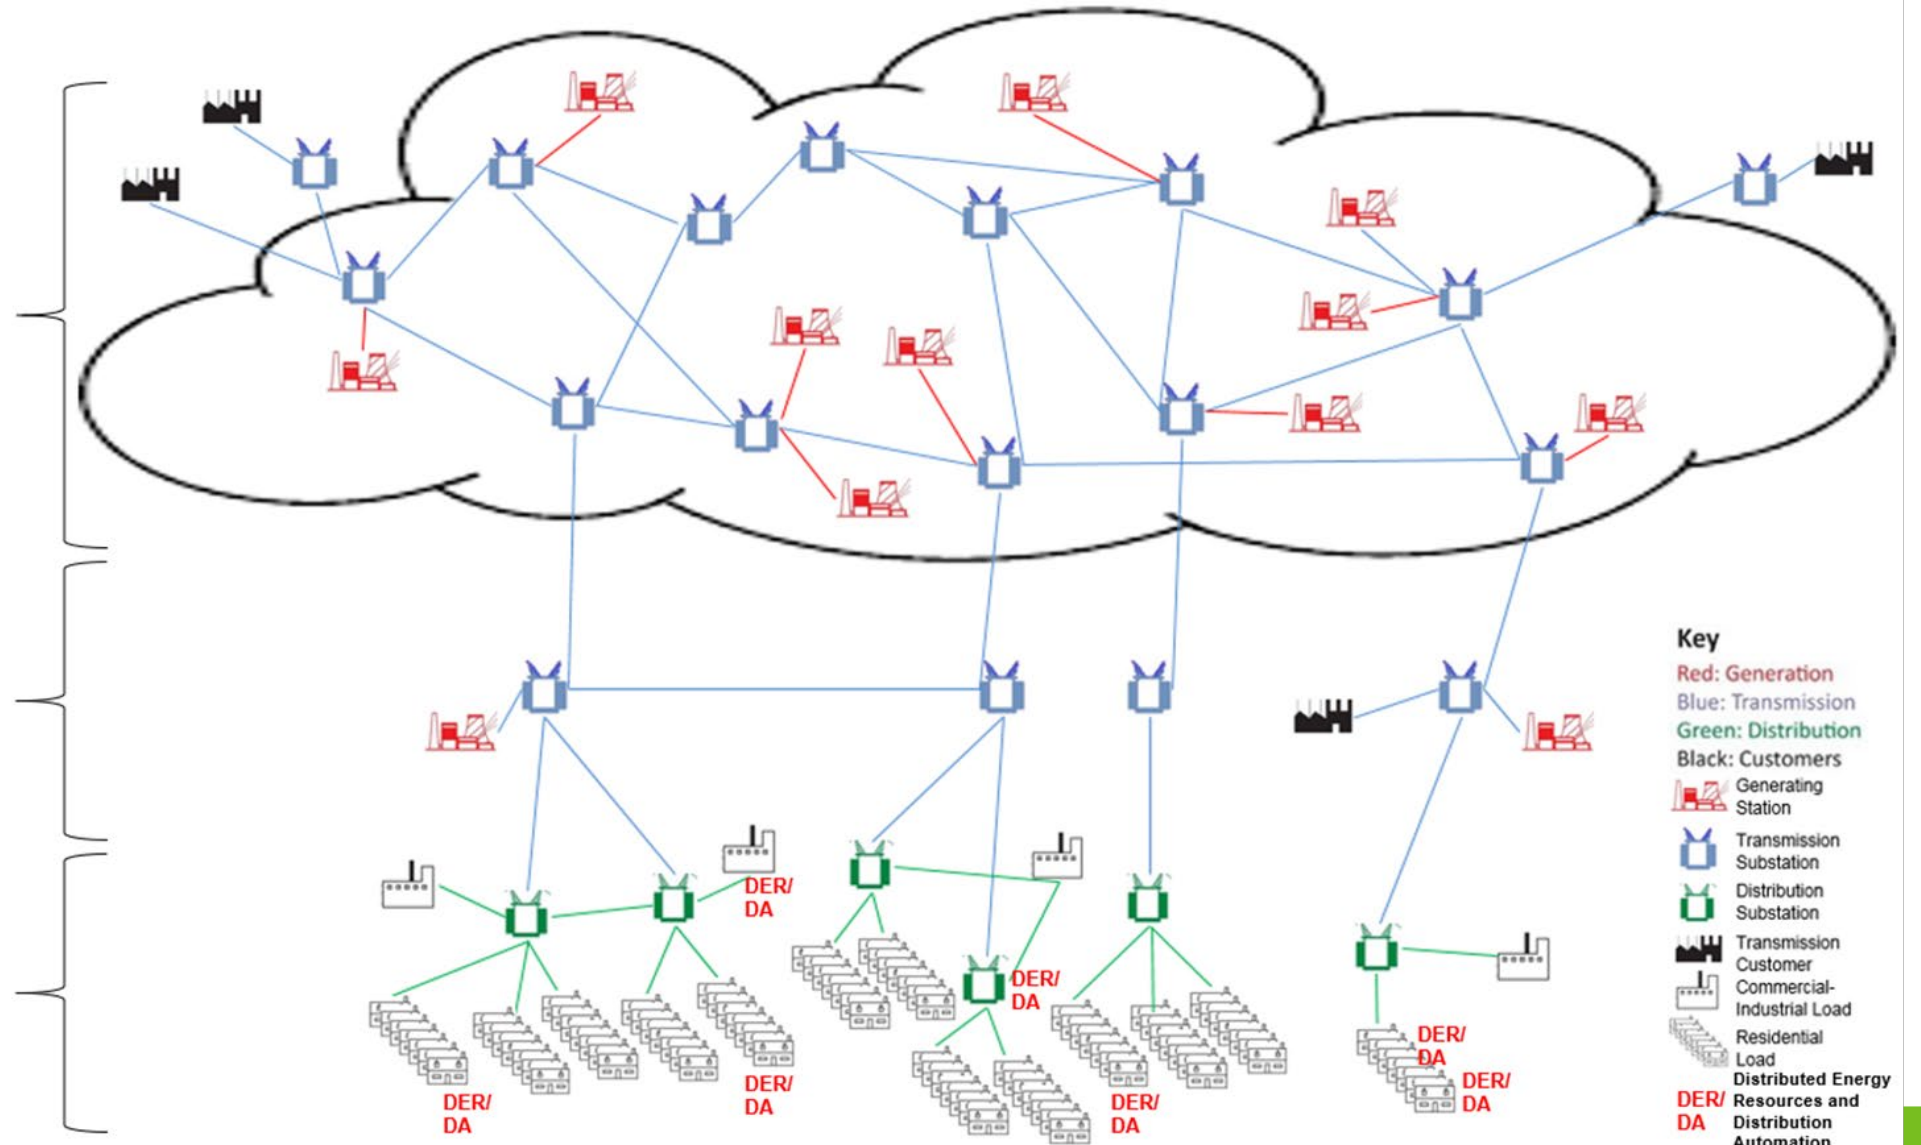 DER/
DA
DER/
DA
DER/
DA
DER/
DA
DER/
DA
DER/
DA
DER/
DA
Key
Red: Generation
Blue: Transmission
Green: Distribution
Black: Customers
Generating
Station
Transmission
Substation
Distribution
Substation
Transmission
Customer
Commercial-
Industrial Load
Residential
Load
DER/
DA
Distributed Energy
Resources and
Distribution
Automation